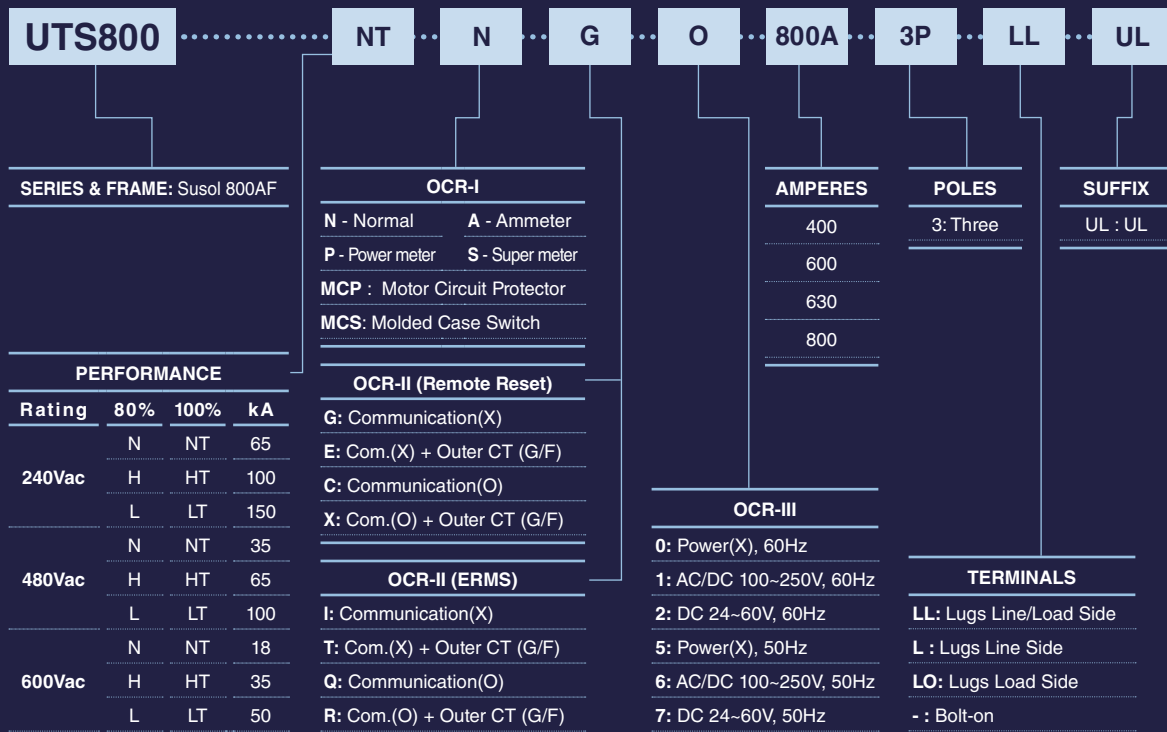 UTS800 NT N G O 800A 3P LL UL
SERIES & FRAME: Susol 800AF
OCR-I
N - Normal A - Ammeter
P - Power meter S - Super meter
MCP : Motor Circuit Protector
MCS: Molded Case Switch
AMPERES
400
600
630
800
POLES
3: Three
SUFFIX
UL : UL
PERFORMANCE
Rating 80% 100% kA
240Vac
N NT 65
H HT 100
L LT 150
480Vac
N NT 35
H HT 65
L LT 100
600Vac
N NT 18
H HT 35
L LT 50
OCR-II (Remote Reset)
G: Communication(X)
E: Com.(X) + Outer CT (G/F)
C: Communication(O)
X: Com.(O) + Outer CT (G/F)
OCR-II (ERMS)
I: Communication(X)
T: Com.(X) + Outer CT (G/F)
Q: Communication(O)
R: Com.(O) + Outer CT (G/F)
OCR-III
0: Power(X), 60Hz
1: AC/DC 100~250V, 60Hz
2: DC 24~60V, 60Hz
5: Power(X), 50Hz
6: AC/DC 100~250V, 50Hz
7: DC 24~60V, 50Hz
TERMINALS
LL: Lugs Line/Load Side
L : Lugs Line Side
LO: Lugs Load Side
- : Bolt-on